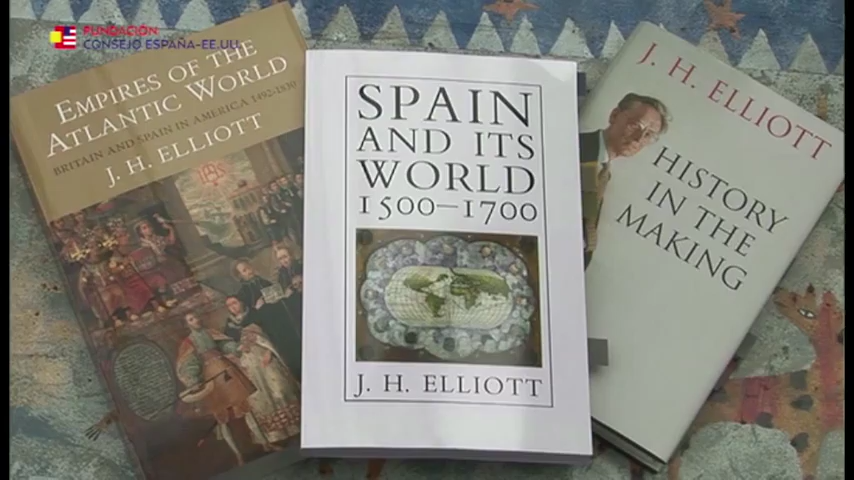 FUNDACIÓN
CONSEJO ESPAÑA-EE.UU.
EMPIRES OF THE
ATLANTIC WORLD
BRITAIN AND SPAIN IN AMERICA 1492-1830
J. H. ELLIOTT
SPAIN
AND ITS
WORLD
1500–1700
J. H. ELLIOTT
J. H. ELLIOTT
HISTORY
IN THE
MAKING